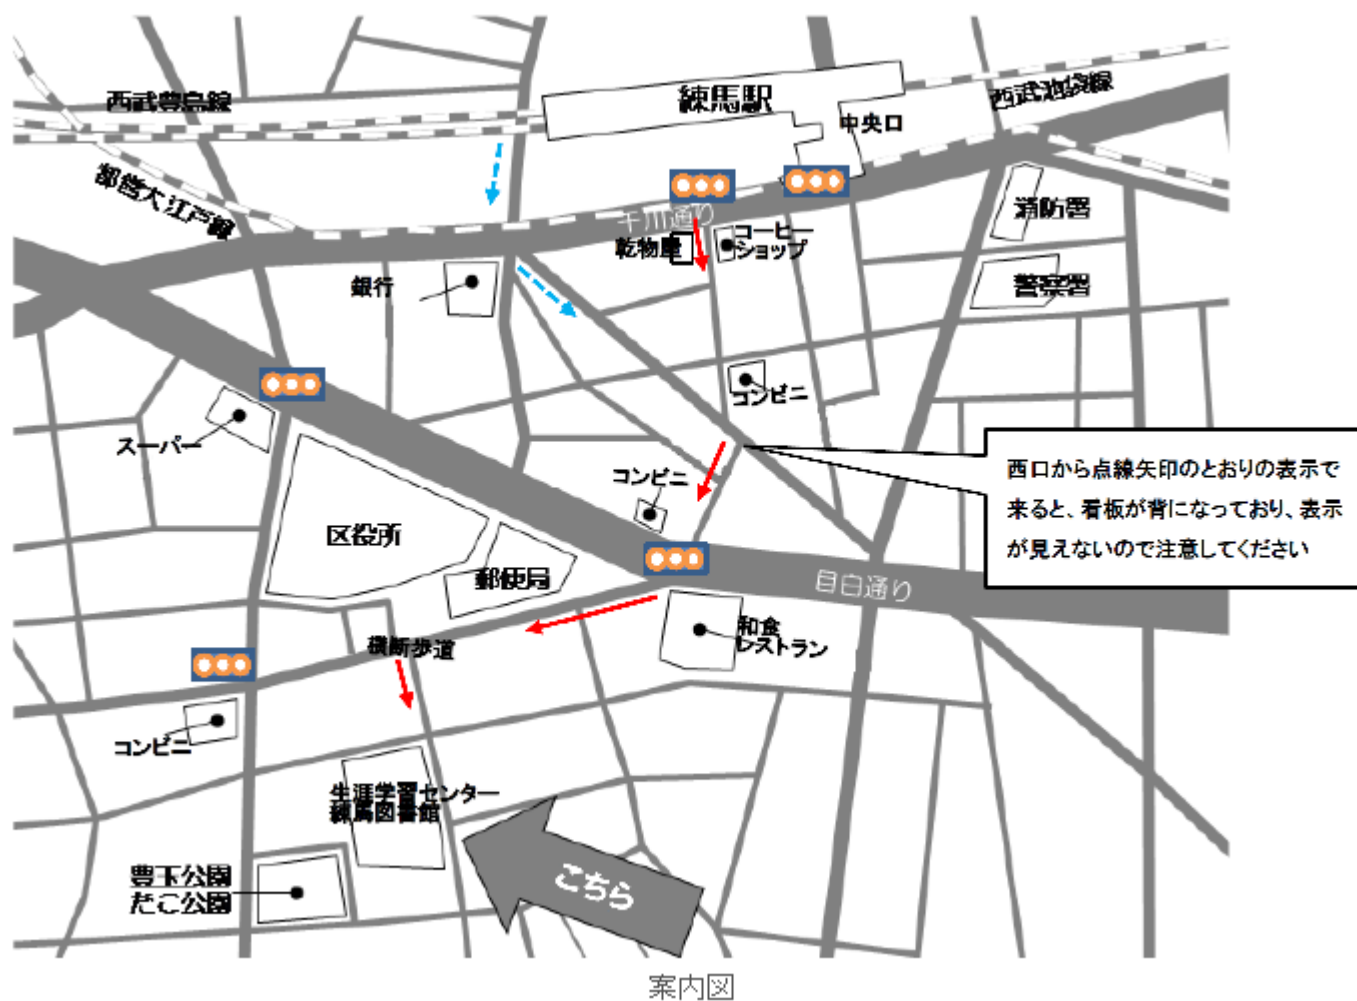 西武豊島線
練馬駅
西武池袋線
中央口
都営大江戸線
千川通り
乾物屋
コーヒー
ショップ
消防署
警察署
銀行
コンビニ
スーパー
コンビニ
西口から点線矢印のとおりの表示で
来ると、看板が背になっており、表示
が見えないので注意してください
区役所
郵便局
目白通り
和食
レストラン
横断歩道
コンビニ
生涯学習センター
練馬図書館
豊玉公園
たこ公園
こちら
案内図